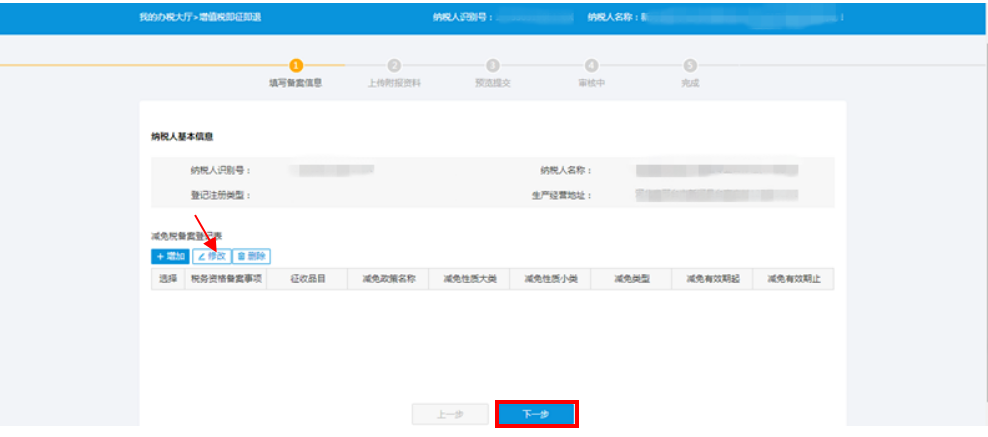 我的办税大厅>增值税即征即退 纳税人识别号： 纳税人名称：
1 2 3 4 5
填写备案信息 上传附报资料 预览提交 审核中 完成
纳税人基本信息
纳税人识别号： 纳税人名称：
登记注册类型： 生产经营地址：
减免税备案登记表
+ 增加 修改 删除
选择 税务资格备案事项 征收品目 减免政策名称 减免性质大类 减免性质小类 减免类型 减免有效期起 减免有效期止
上一步 下一步